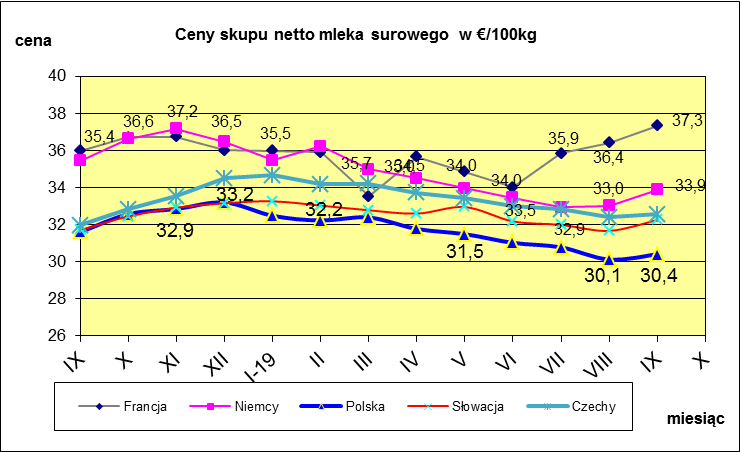 Ceny skupu netto mleka surowego w €/100kg
cena
40
38
36
34
32
30
28
26
35,4
36,6
37,2
36,5
35,5
35,7
34,5
34,0
34,0
35,9
36,4
37,3
33,5
32,9
33,0
33,9
32,9
33,2
32,2
31,5
30,1
30,4
IX
X
XI
XII
I-19
II
III
IV
V
VI
VII
VIII
IX
X
Francja
Niemcy
Polska
Słowacja
Czechy
miesiąc